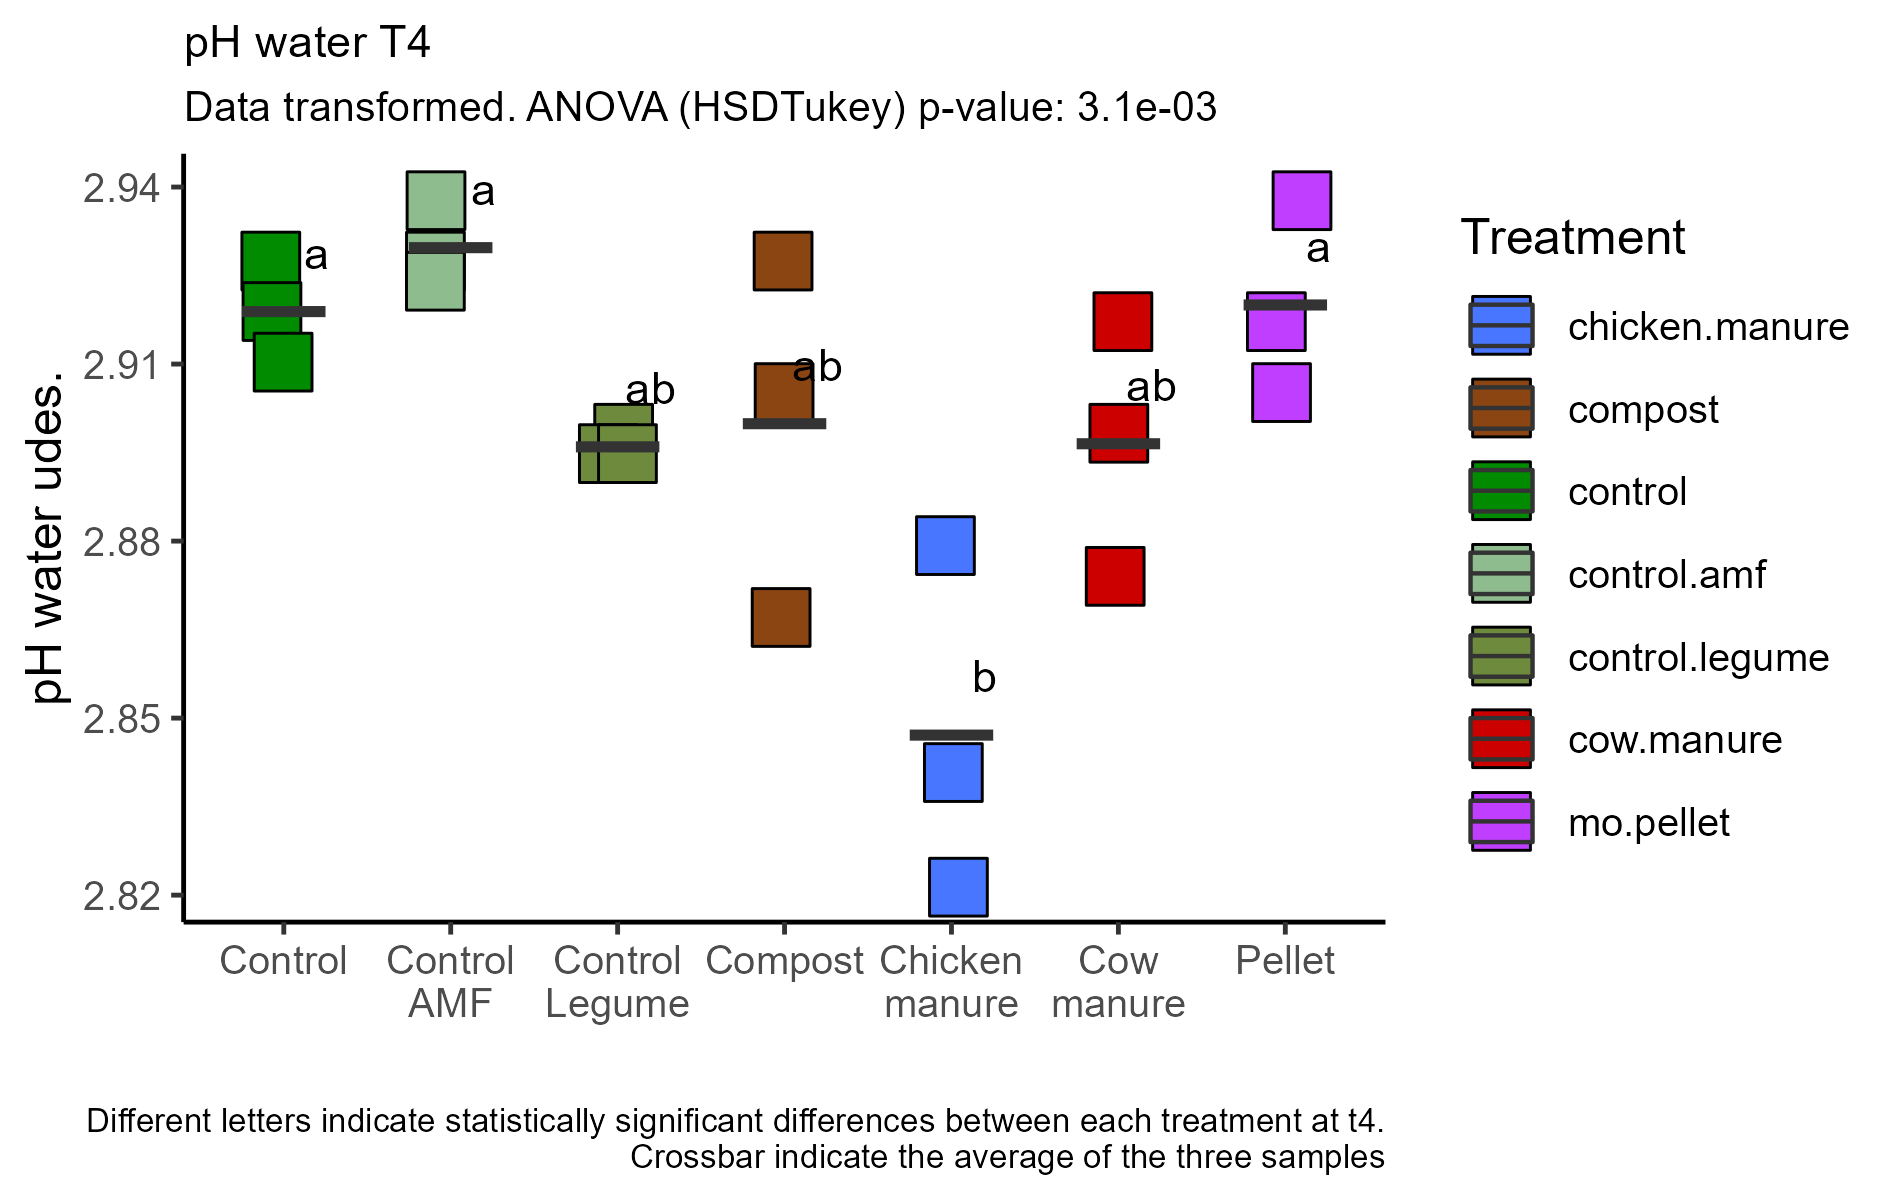 pH water T4
Data transformed. ANOVA (HSDTukey) p-value: 3.1e-03
pH water udes.
2.94
2.91
2.88
2.85
2.82
a
a
ab
ab
b
ab
a
Control
Control
AMF
Control
Legume
Compost
Chicken
manure
Cow
manure
Pellet
Treatment
chicken.manure
compost
control
control.amf
control.legume
cow.manure
mo.pellet
Different letters indicate statistically significant differences between each treatment at t4.
Crossbar indicate the average of the three samples